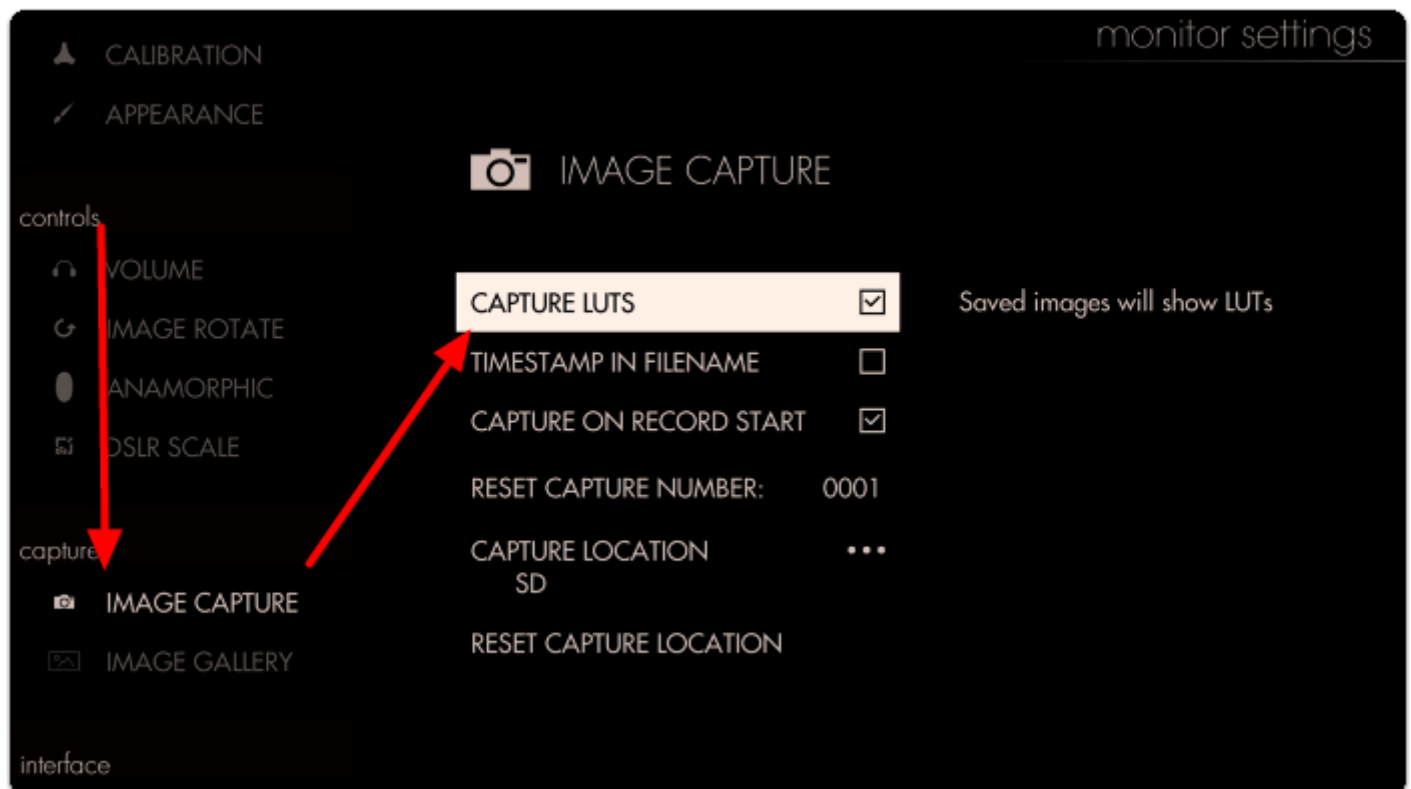 monitor settings
CALIBRATION
APPEARANCE
controls
VOLUME
IMAGE ROTATE
ANAMORPHIC
DSLR SCALE
capture
IMAGE CAPTURE
IMAGE GALLERY
interface
IMAGE CAPTURE
CAPTURE LUTS
Saved images will show LUTs
TIMESTAMP IN FILENAME
CAPTURE ON RECORD START
RESET CAPTURE NUMBER: 0001
CAPTURE LOCATION •••
SD
RESET CAPTURE LOCATION